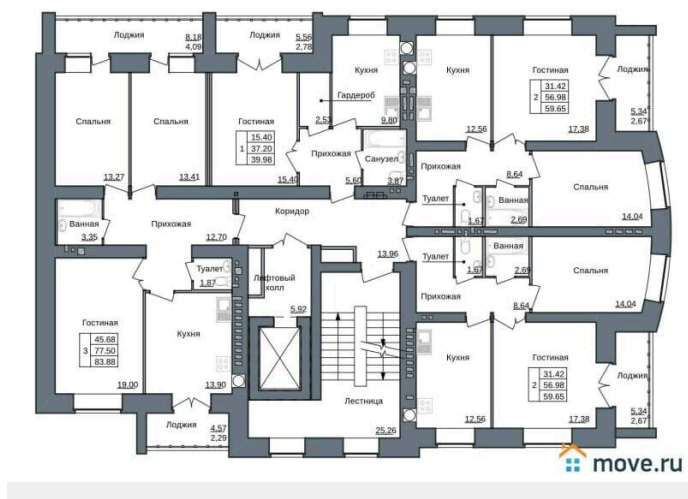 Лоджия
8.18
4.09
Лоджия
5.56
2.78
Кухня
9.80
Кухня
12.56
Гостиная
31.42
2 56.98
59.65
17.38
Лоджия
5.34
2.67
Спальня
13.27
Спальня
13.41
Гостиная
15.40
1 37.20
39.98
15.40
Гардероб
2.53
Прихожая
5.60
Санузел
3.87
Прихожая
8.64
Туалет
1.67
Ванная
2.69
Спальня
14.04
Ванная
3.35
Прихожая
12.70
Коридор
13.96
Туалет
1.67
Ванная
2.69
Спальня
14.04
Прихожая
8.64
Туалет
1.87
Лифтовый
холл
5.92
Гостиная
45.68
3 77.50
83.88
19.00
Кухня
13.90
Лоджия
4.57
2.29
Лестница
25.26
Кухня
12.56
Гостиная
31.42
2 56.98
59.65
17.38
Лоджия
5.34
2.67
move.ru